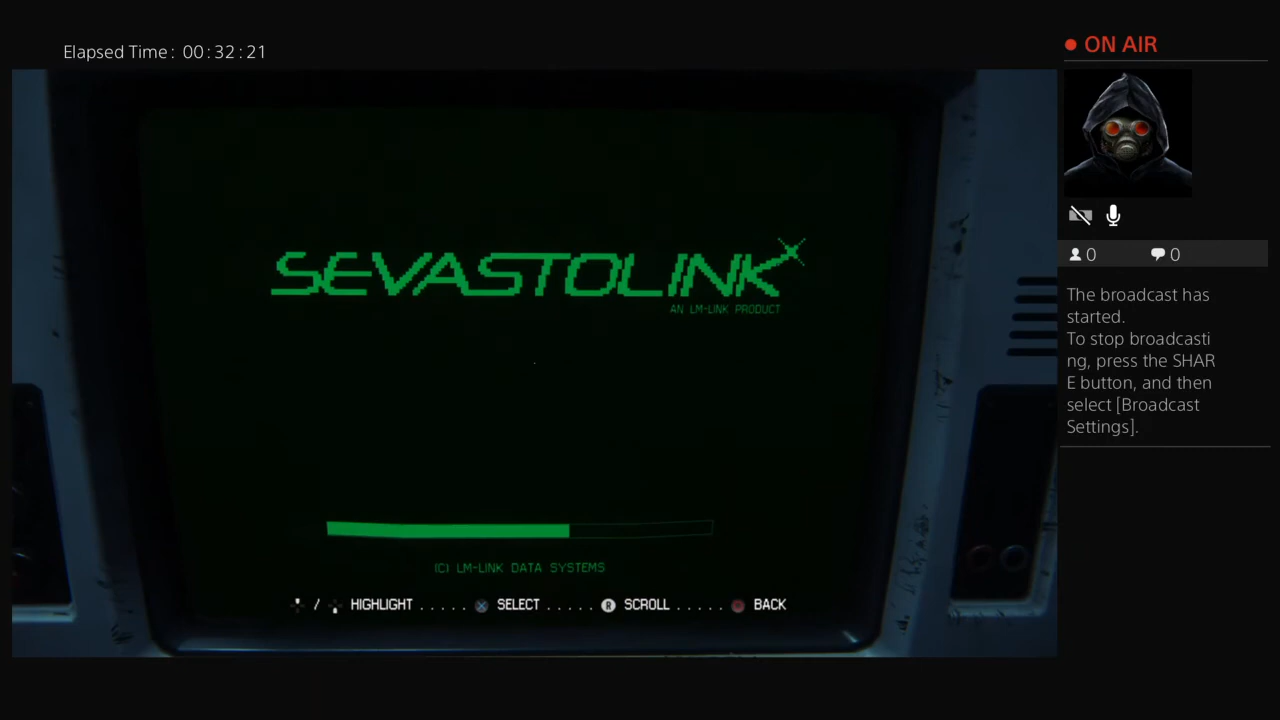 Elapsed Time: 00:32:21
ON AIR
SEVASTOLINK
AN LM-LINK PRODUCT
0 0
The broadcast has
started.
To stop broadcasti
ng, press the SHAR
E button, and then
select [Broadcast
Settings].
(C) LM-LINK DATA SYSTEMS
/ HIGHLIGHT ..... SELECT ..... R SCROLL ..... BACK